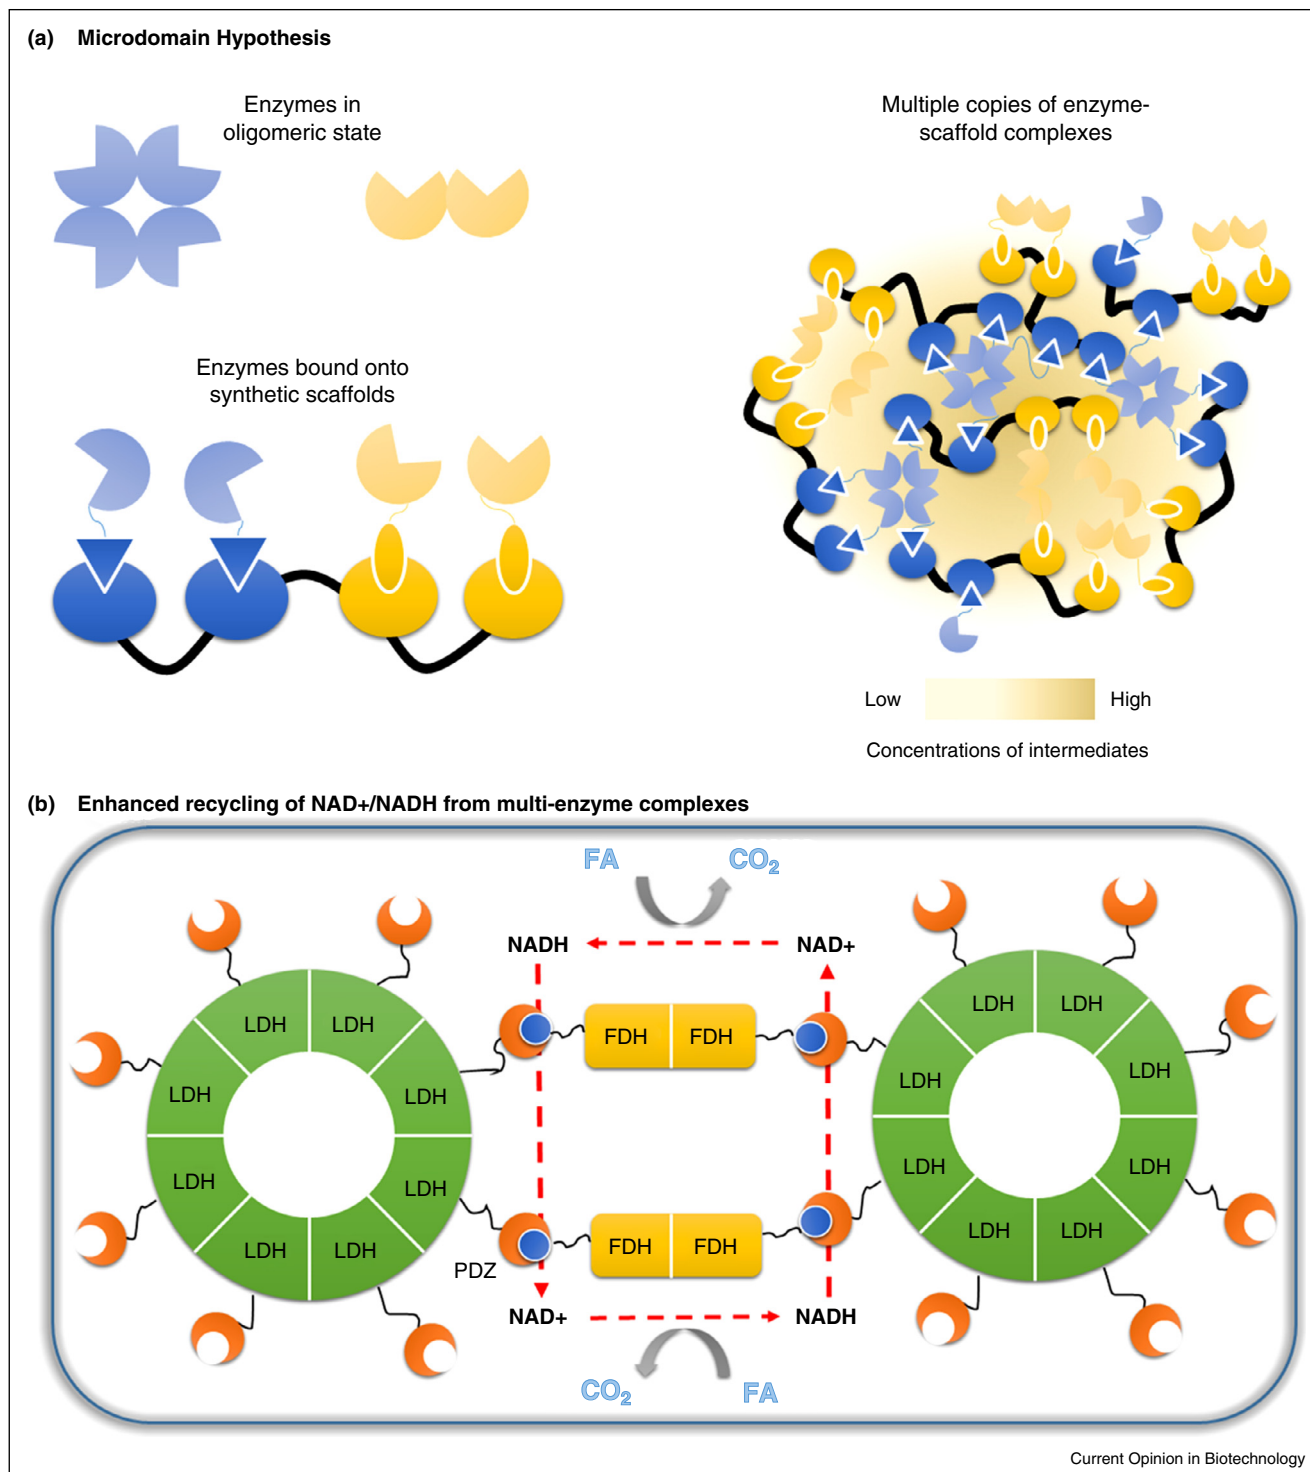 (a) Microdomain Hypothesis
Enzymes in
oligomeric state
Multiple copies of enzyme-
scaffold complexes
Enzymes bound onto
synthetic scaffolds
Low
High
Concentrations of intermediates
(b) Enhanced recycling of NAD+/NADH from multi-enzyme complexes
FA
CO₂
NADH
NAD+
LDH
LDH
LDH
LDH
LDH
LDH
LDH
LDH
FDH
FDH
FDH
FDH
PDZ
LDH
LDH
LDH
LDH
LDH
LDH
LDH
LDH
NAD+
NADH
CO₂
FA
Current Opinion in Biotechnology